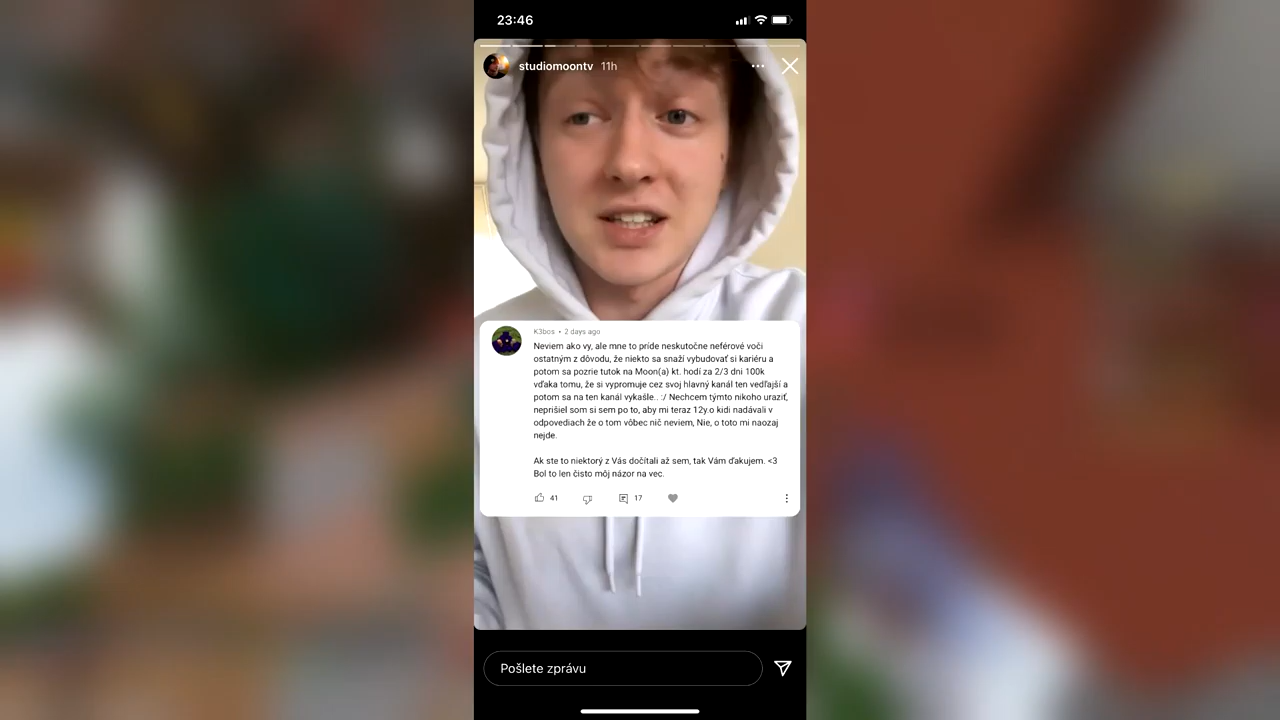 23:46
studiomoontv 11h
K3bos • 2 days ago
Neviem ako vy, ale mne to príde neskutočne neférové voči
ostatným z dôvodu, že niekto sa snaží vybudovať si kariéru a
potom sa pozrie tutok na Moon(a) kt. hodí za 2/3 dni 100k
vďaka tomu, že si vypromuje cez svoj hlavný kanál ten vedľajší a
potom sa na ten kanál vykašle.. :/ Nechcem týmto nikoho uraziť,
neprišiel som si sem po to, aby mi teraz 12y.o kidi nadávali v
odpovediach že o tom vôbec nič neviem, Nie, o toto mi naozaj
nejde.
Ak ste to niektorý z Vás dočítali až sem, tak Vám ďakujem. <3
Bol to len čisto môj názor na vec.
41 17
Pošlete zprávu